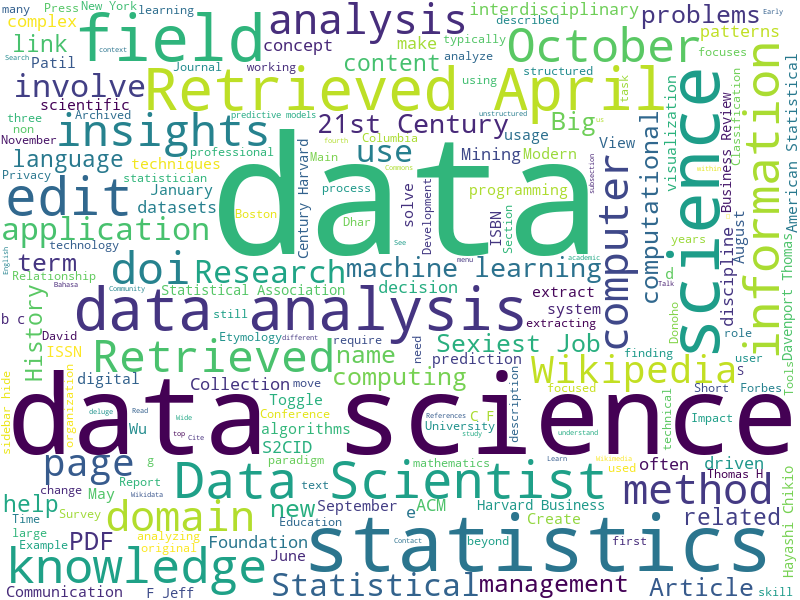 many
Press
New York
learning
interdisciplinary
described
Early
complex
field
analysis
problems
link
Patil
concept
make
typically
October
focuses
patterns
Search
context
Journal
working
content
analyze
structured
involve
scientific
Archived
Retrieved April
using
task
science
information
three
non
November
insights
predictive models
unstructured
us
21st Century
Columbia
Big
usage
View
computational
visualization
Classification
Business Review
American Statistical
fourth
Main
Commons
use
Mining
Modern
within
language
techniques
professional
Privacy
statistician
Century Harvard
data
process
programming
subsection
edit
January
datasets
Boston
Dhar
solve
Development
ISBN
Section
computer
years
discipline
August
application
technology
See
academic
English
term
doi
Research
menu
machine learning
Relationship
Bahasa
Community
Statistical Association
decision
extract
system
Talk
d
Donoho
Tools
Davenport Thomas
History
b c
data analysis
still
extracting
David
Etymology
different
require
need
Sexiest Job
role
ISSN
Retrieved
name
prediction
finding
user
sidebar hide
organization
digital
Collection
move
computing
description
Wikipedia
focused
S
Short
Forbes
data science
Toggle
Conference
C F
technical
Impact
deluge
Read
Wide
Wu
algorithms
University
References
top
Cite
S2CID
study
understand
often
driven
page
g
paradigm
mathematics
Learn
Wikimedia
used
Thomas H
Data Scientist
change
Report
Wikidata
text
method
Hayashi Chikio
help
May
new
September
e
ACM
Harvard Business
Time
Survey
domain
Education
Create
related
large
Example
PDF
analyzing
original
Foundation
Contact
beyond
first
knowledge
June
statistics
Communication
F Jeff
Statistical
management
Article
skill